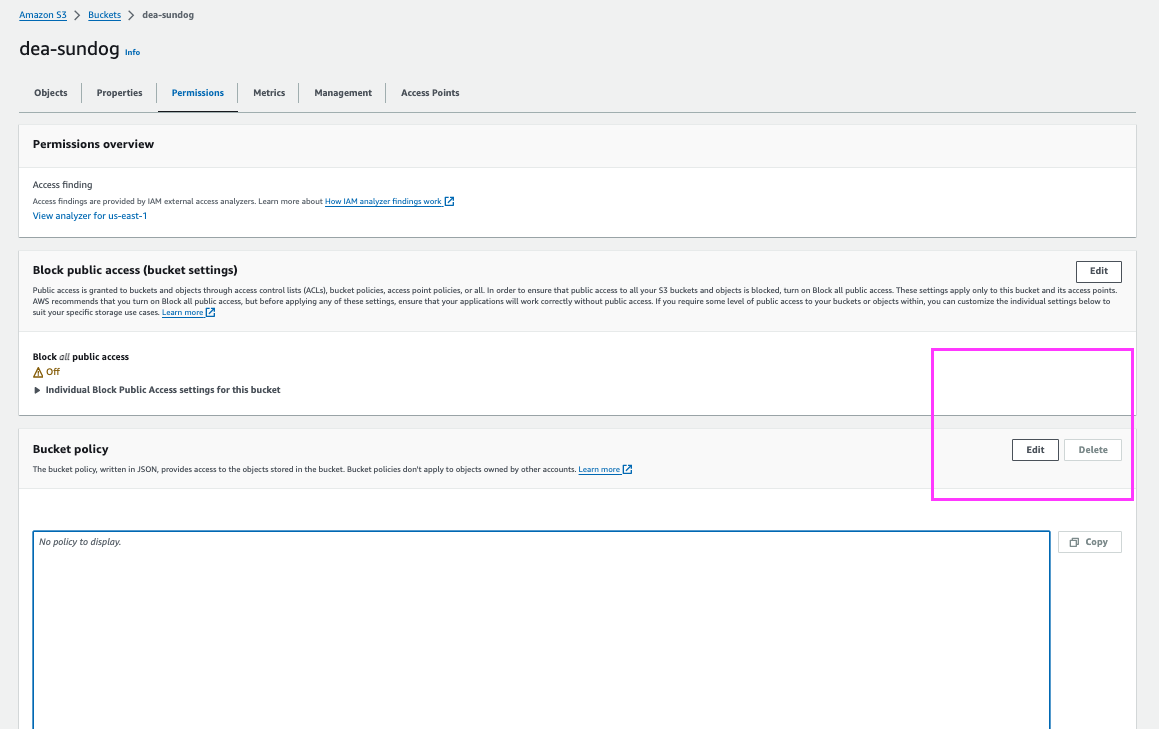 Amazon S3 > Buckets > dea-sundog
dea-sundog Info
Objects Properties Permissions Metrics Management Access Points
Permissions overview
Access finding
Access findings are provided by IAM external access analyzers. Learn more about How IAM analyzer findings work
View analyzer for us-east-1
Block public access (bucket settings) Edit
Public access is granted to buckets and objects through access control lists (ACLs), bucket policies, access point policies, or all. In order to ensure that public access to all your S3 buckets and objects is blocked, turn on Block all public access. These settings apply only to this bucket and its access points.
AWS recommends that you turn on Block all public access, but before applying any of these settings, ensure that your applications will work correctly without public access. If you require some level of public access to your buckets or objects within, you can customize the individual settings below to
suit your specific storage use cases. Learn more
Block all public access
Off
Individual Block Public Access settings for this bucket
Bucket policy Edit Delete
The bucket policy, written in JSON, provides access to the objects stored in the bucket. Bucket policies don't apply to objects owned by other accounts. Learn more
No policy to display. Copy